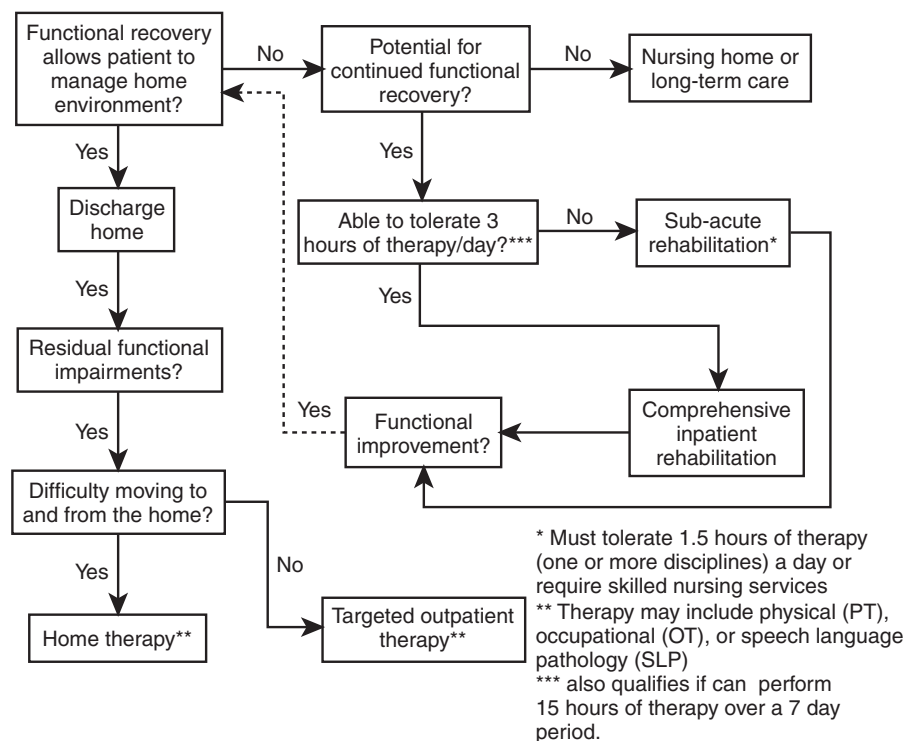 Functional recovery
allows patient to
manage home
environment?
No
Potential for
continued functional
recovery?
No
Nursing home or
long-term care
Yes
Yes
Discharge
home
Able to tolerate 3
hours of therapy/day?***
No
Sub-acute
rehabilitation*
Yes
Yes
Residual functional
impairments?
Yes
Functional
improvement?
Comprehensive
inpatient
rehabilitation
Yes
Difficulty moving to
and from the home?
Yes
No
Home therapy**
Targeted outpatient
therapy**
* Must tolerate 1.5 hours of therapy
(one or more disciplines) a day or
require skilled nursing services
** Therapy may include physical (PT),
occupational (OT), or speech language
pathology (SLP)
*** also qualifies if can perform
15 hours of therapy over a 7 day
period.